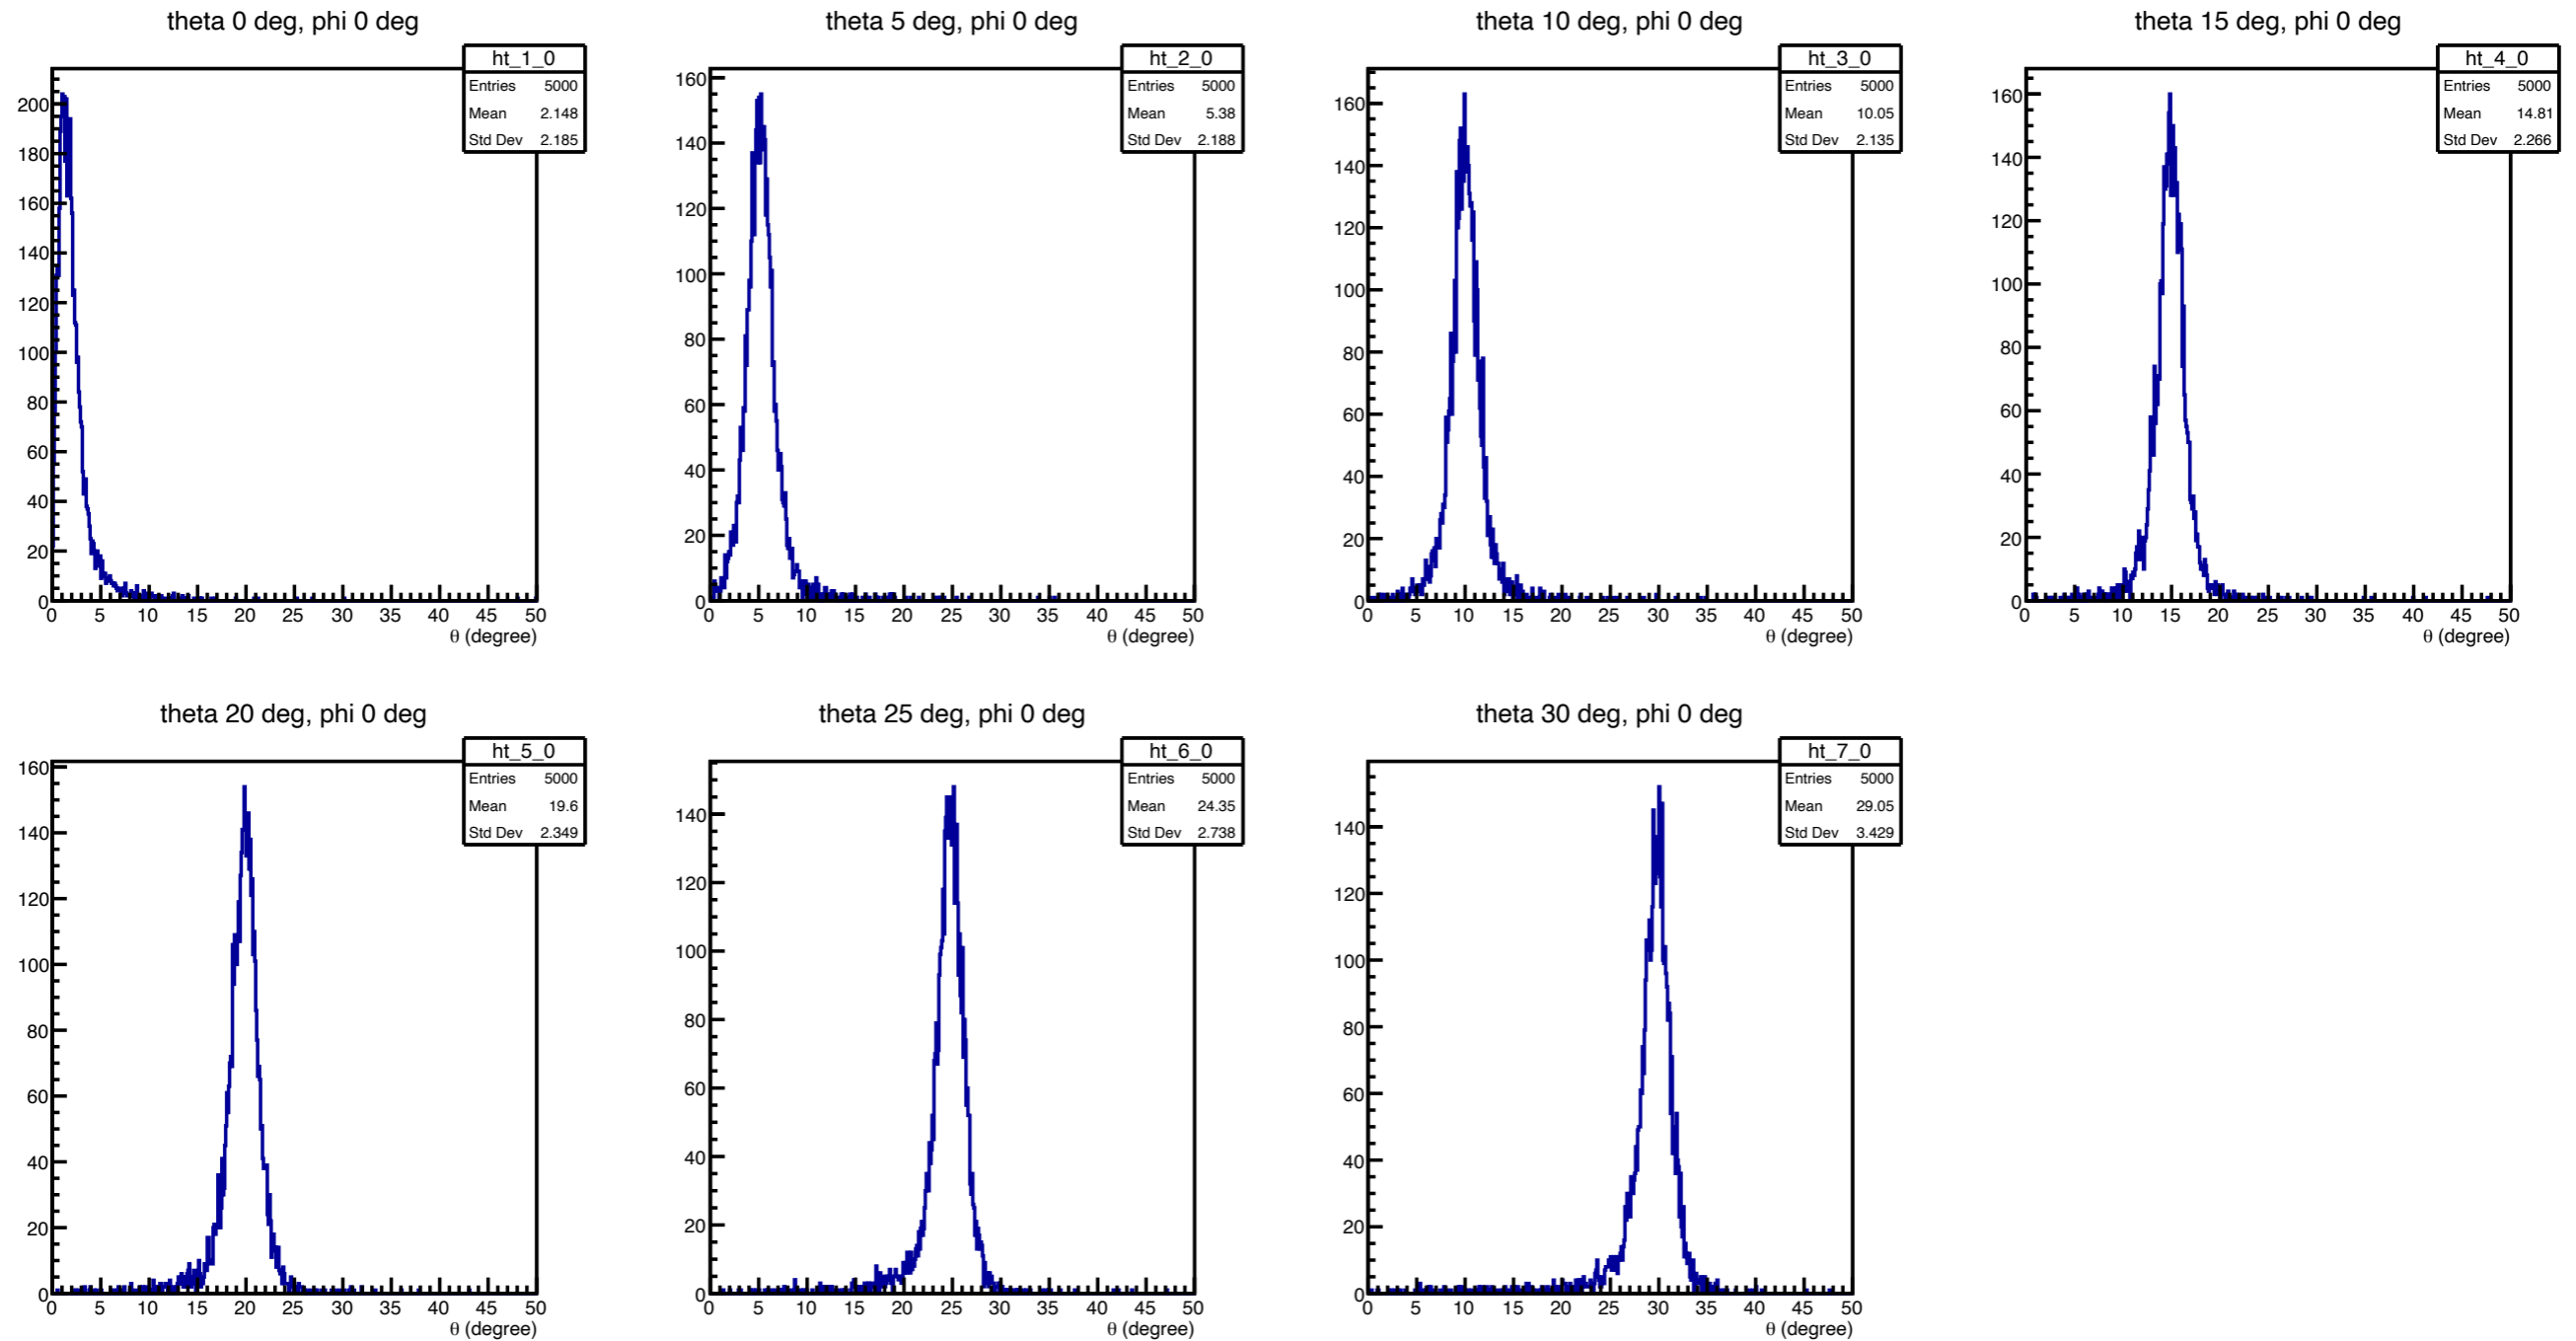 theta 0 deg, phi 0 deg
ht_1_0
Entries 5000
Mean 2.148
Std Dev 2.185
200
180
160
140
120
100
80
60
40
20
0
0 5 10 15 20 25 30 35 40 45 50
θ (degree)
theta 5 deg, phi 0 deg
ht_2_0
Entries 5000
Mean 5.38
Std Dev 2.188
160
140
120
100
80
60
40
20
0
0 5 10 15 20 25 30 35 40 45 50
θ (degree)
theta 10 deg, phi 0 deg
ht_3_0
Entries 5000
Mean 10.05
Std Dev 2.135
160
140
120
100
80
60
40
20
0
0 5 10 15 20 25 30 35 40 45 50
θ (degree)
theta 15 deg, phi 0 deg
ht_4_0
Entries 5000
Mean 14.81
Std Dev 2.266
160
140
120
100
80
60
40
20
0
0 5 10 15 20 25 30 35 40 45 50
θ (degree)
theta 20 deg, phi 0 deg
ht_5_0
Entries 5000
Mean 19.6
Std Dev 2.349
160
140
120
100
80
60
40
20
0
0 5 10 15 20 25 30 35 40 45 50
θ (degree)
theta 25 deg, phi 0 deg
ht_6_0
Entries 5000
Mean 24.35
Std Dev 2.738
140
120
100
80
60
40
20
0
0 5 10 15 20 25 30 35 40 45 50
θ (degree)
theta 30 deg, phi 0 deg
ht_7_0
Entries 5000
Mean 29.05
Std Dev 3.429
140
120
100
80
60
40
20
0
0 5 10 15 20 25 30 35 40 45 50
θ (degree)